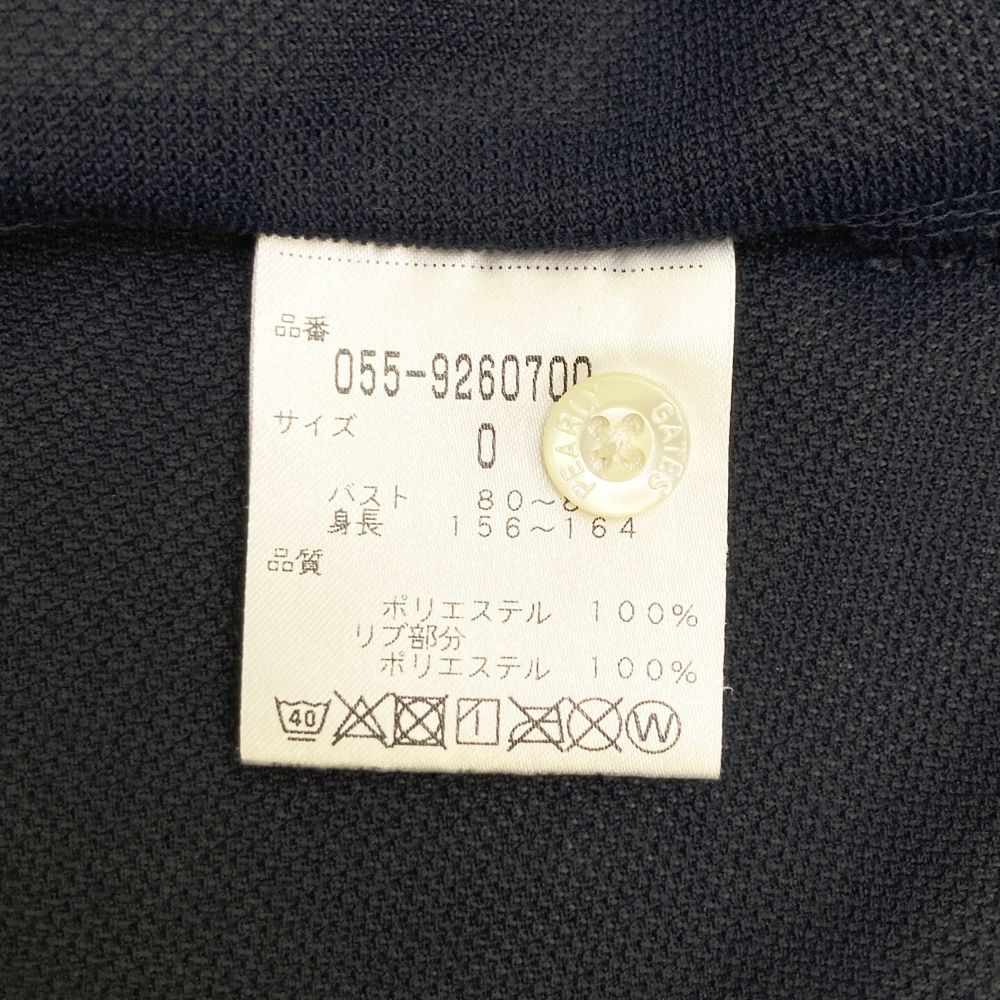 品番
055-9260700
サイズ
0
PEARLY GATES
バスト 80~8
身長 156~164
品質
ポリエステル 100%
リブ部分
ポリエステル 100%
40 W